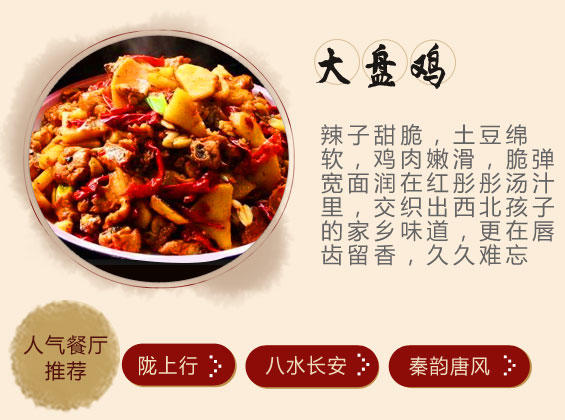 大盘鸡
辣子甜脆，土豆绵
软，鸡肉嫩滑，脆弹
宽面润在红彤彤汤汁
里，交织出西北孩子
的家乡味道，更在唇
齿留香，久久难忘
人气餐厅
推荐
陇上行
八水长安
秦韵唐风